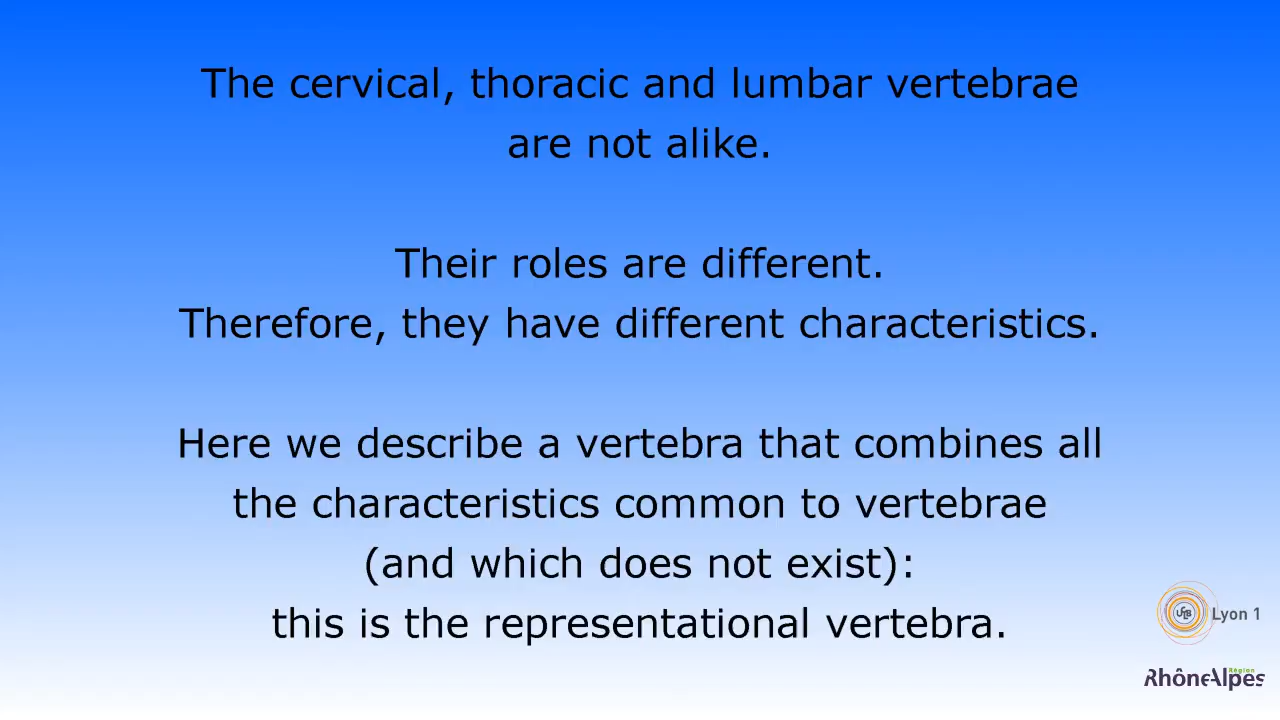 The cervical, thoracic and lumbar vertebrae
are not alike.
Their roles are different.
Therefore, they have different characteristics.
Here we describe a vertebra that combines all
the characteristics common to vertebrae
(and which does not exist):
this is the representational vertebra.
UCBL
Lyon 1
Région
RhôneAlpes